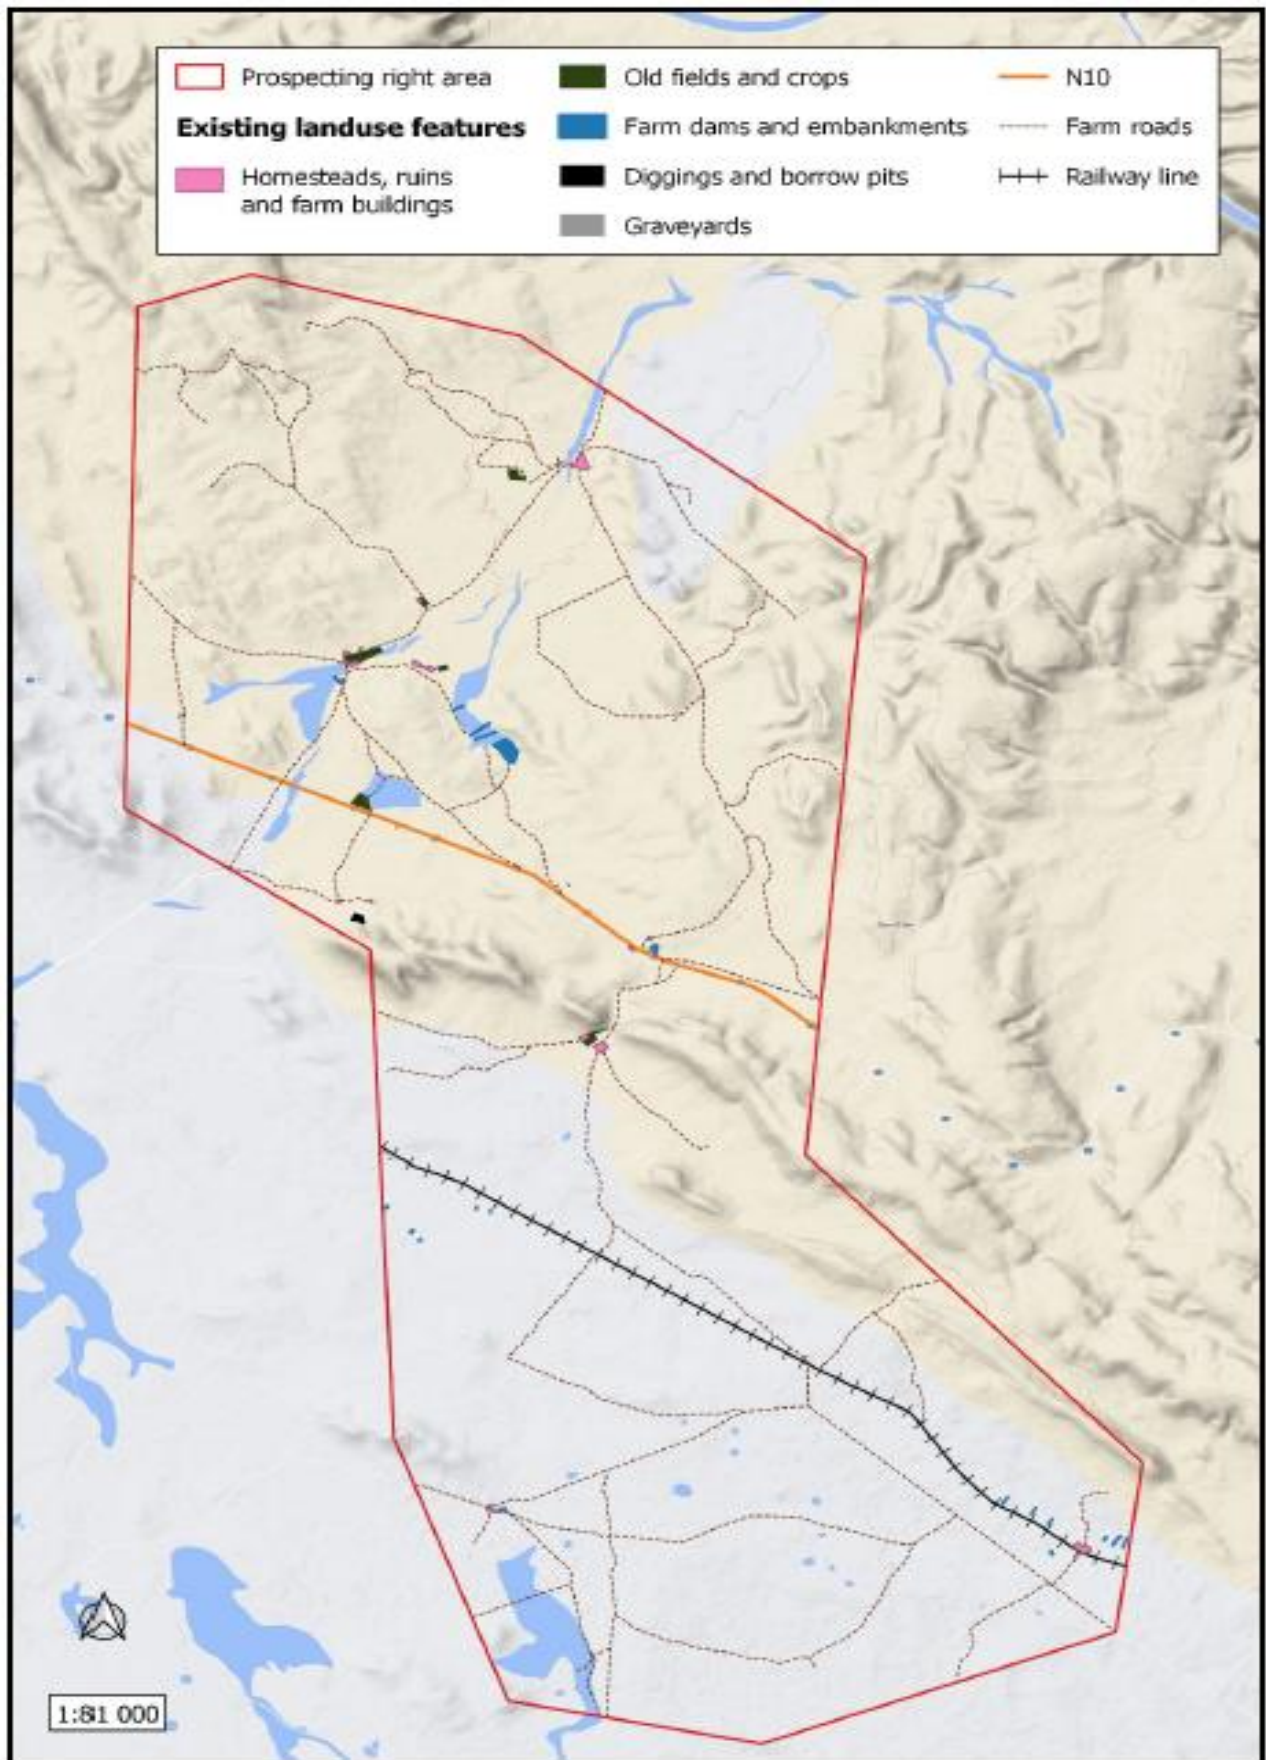 Prospecting right area
Existing landuse features
Homesteads, ruins
and farm buildings
Old fields and crops
Farm dams and embankments
Diggings and borrow pits
Graveyards
N10
Farm roads
Railway line
1:81 000